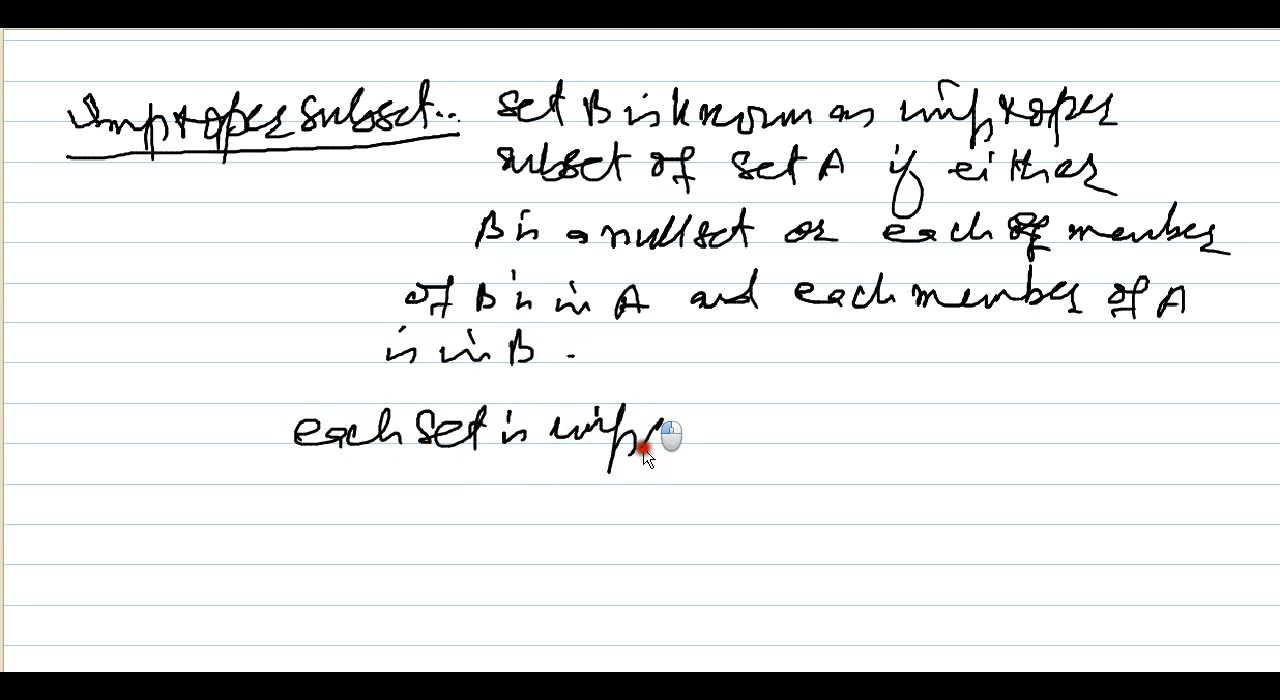 Improper Subset.. Set B is known as improper
subset of set A if either
B is a null set or each of member
of B is in A and each member of A
is in B .
each set is impr